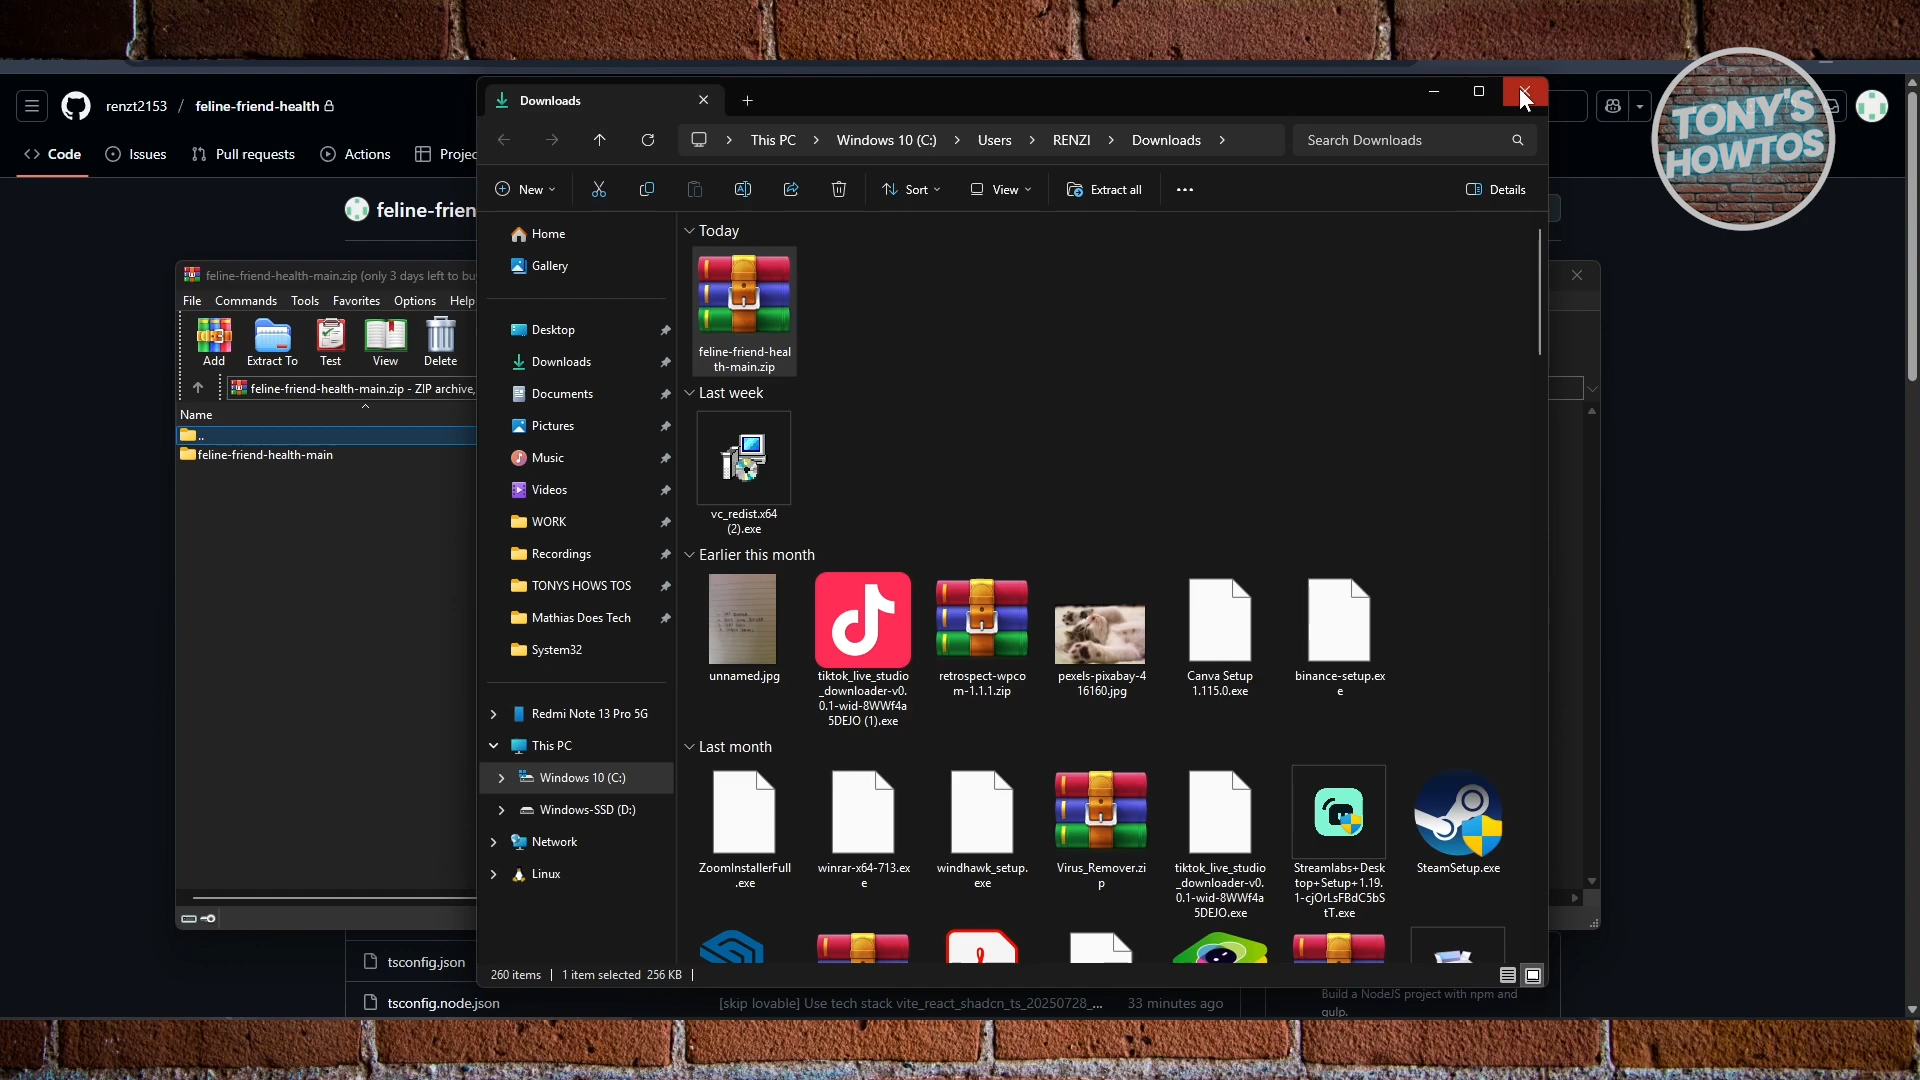 renzt2153 / feline-friend-health
Code
Issues
Pull requests
Actions
Projec
feline-frien
TONY'S
HOWTOS
Downloads
This PC > Windows 10 (C:) > Users > RENZI > Downloads >
Search Downloads
New
Sort
View
Extract all
Details
feline-friend-health-main.zip (only 3 days left to bu
File Commands Tools Favorites Options Help
Add Extract To Test View Delete
feline-friend-health-main.zip - ZIP archive,
Name
..
feline-friend-health-main
Home
Gallery
Desktop
Downloads
Documents
Pictures
Music
Videos
WORK
Recordings
TONYS HOWS TOS
Mathias Does Tech
System32
Redmi Note 13 Pro 5G
This PC
Windows 10 (C:)
Windows-SSD (D:)
Network
Linux
Today
feline-friend-heal
th-main.zip
Last week
vc_redist.x64
(2).exe
Earlier this month
unnamed.jpg
tiktok_live_studio
_downloader-v0.
0.1-wid-8WWf4a
5DEJO (1).exe
retrospect-wpco
m-1.1.1.zip
pexels-pixabay-4
16160.jpg
Canva Setup
1.115.0.exe
binance-setup.ex
e
Last month
ZoomInstallerFull
.exe
winrar-x64-713.ex
e
windhawk_setup.
exe
Virus_Remover.zi
p
tiktok_live_studio
_downloader-v0.
0.1-wid-8WWf4a
5DEJO.exe
Streamlabs+Desk
top+Setup+1.19.
1-cjOrLsFBdC5bS
tT.exe
SteamSetup.exe
260 items
1 item selected 256 KB
tsconfig.json
tsconfig.node.json
[skip lovable] Use tech stack vite_react_shadcn_ts_20250728_...
33 minutes ago
Build a NodeJS project with npm and
gulp.